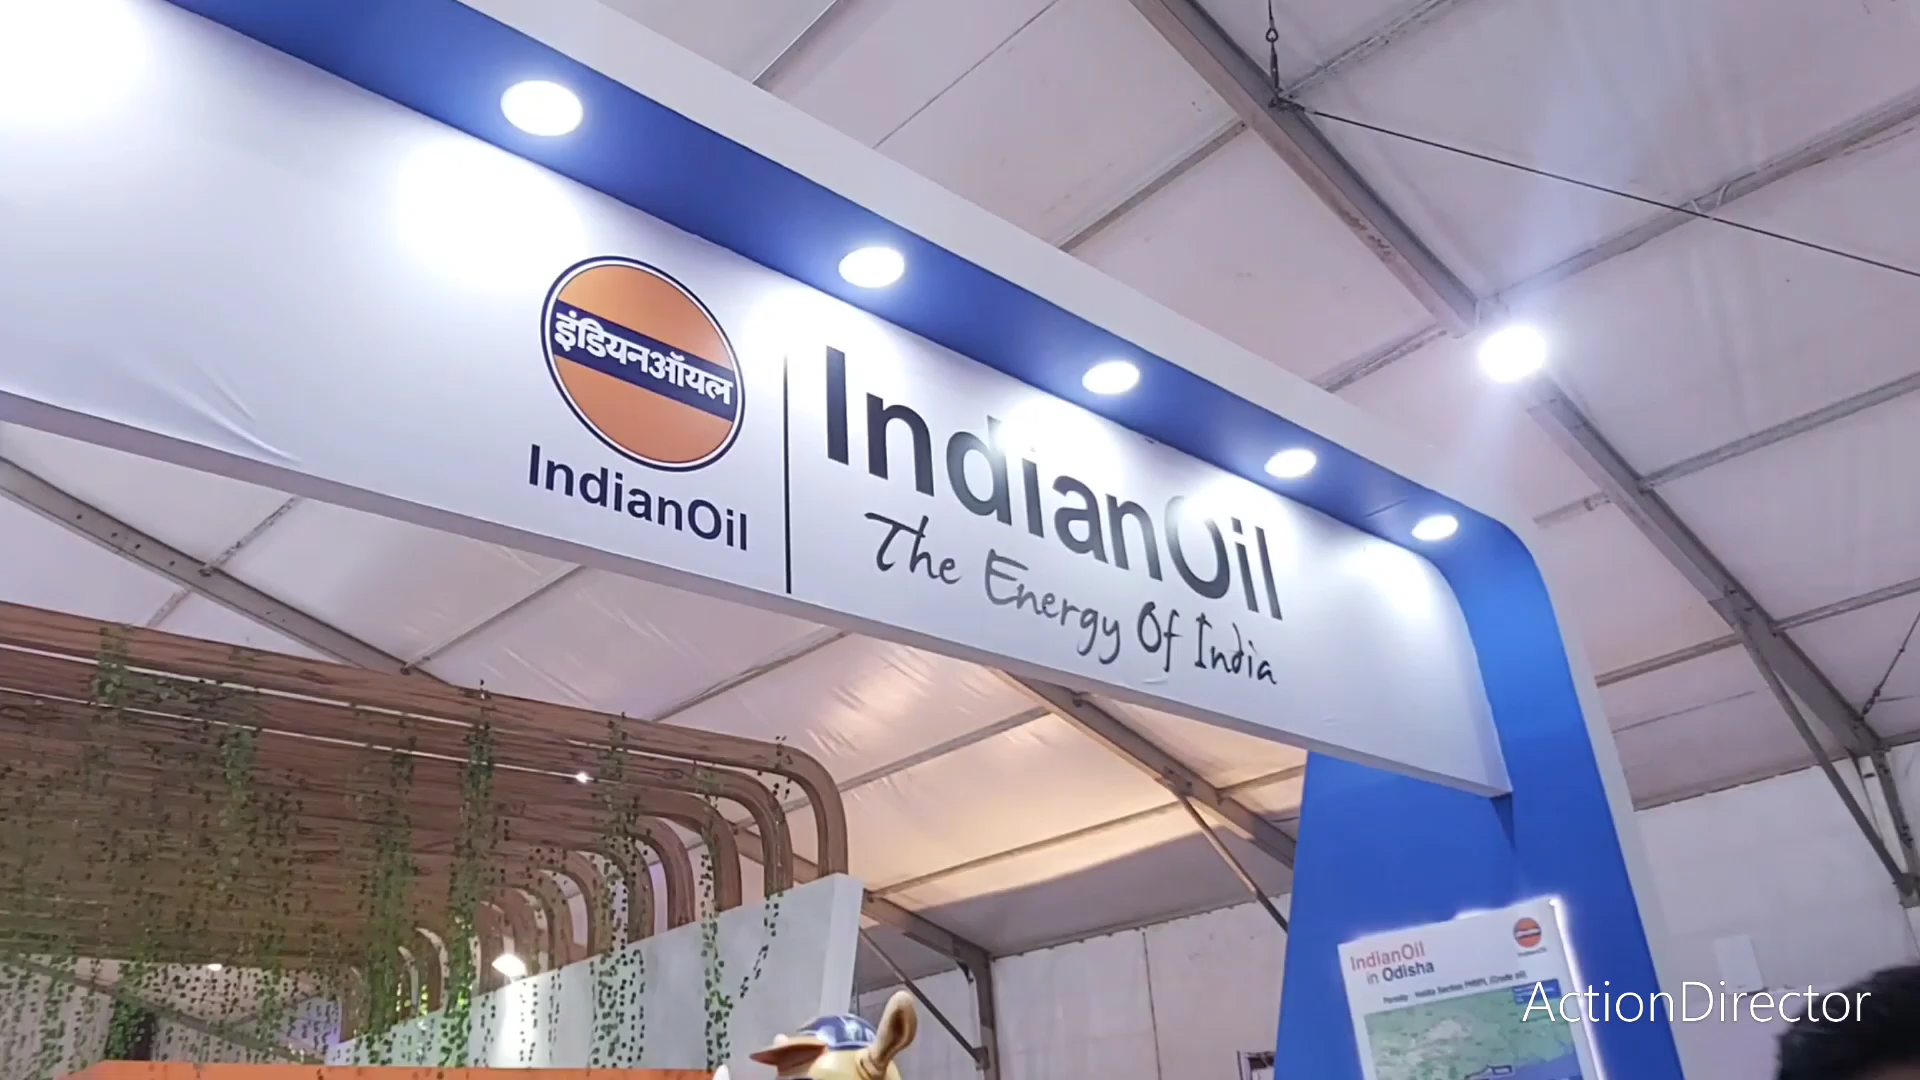 इंडियनऑयल
IndianOil
IndianOil
The Energy Of India
IndianOil
in Odisha
ActionDirector